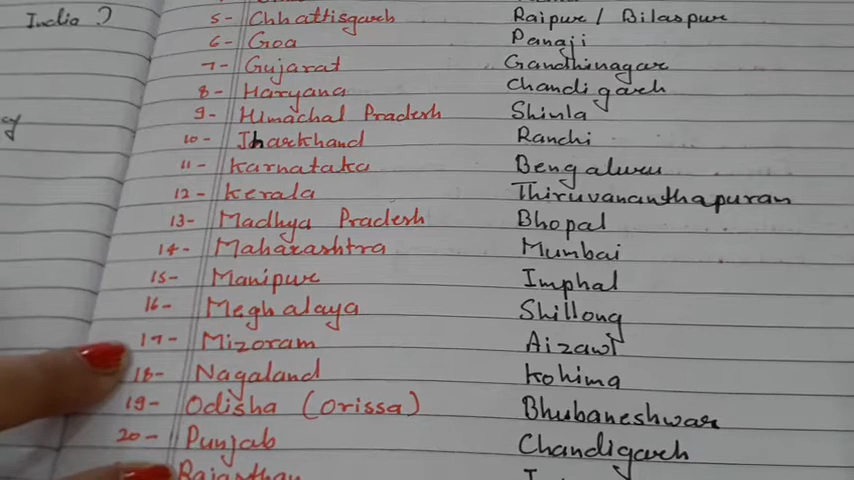 India ?
5- Chhattisgarh Raipur / Bilaspur
6- Goa Panaji
7- Gujarat Gandhinagar
8- Haryana Chandigarh
9- Himachal Pradesh Shimla
10- Jharkhand Ranchi
11- Karnataka Bengaluru
12- Kerala Thiruvananthapuram
13- Madhya Pradesh Bhopal
14- Maharashtra Mumbai
15- Manipur Imphal
16- Meghalaya Shillong
17- Mizoram Aizawl
18- Nagaland Kohima
19- Odisha (Orissa) Bhubaneshwar
20- Punjab Chandigarh
Rajasthan